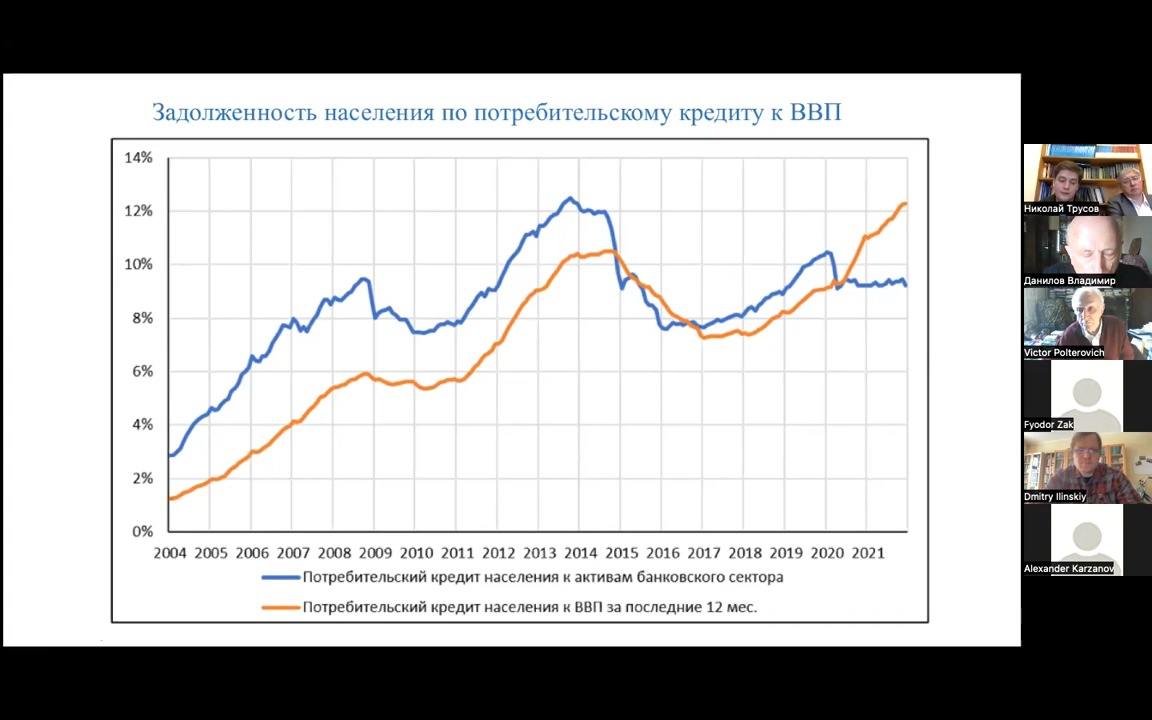 Задолженность населения по потребительскому кредиту к ВВП
14%
12%
10%
8%
6%
4%
2%
0%
2004 2005 2006 2007 2008 2009 2010 2011 2012 2013 2014 2015 2016 2017 2018 2019 2020 2021
Потребительский кредит населения к активам банковского сектора
Потребительский кредит населения к ВВП за последние 12 мес.
Николай Трусов
Данилов Владимир
Victor Polterovich
Fyodor Zak
Dmitry Ilinskiy
Alexander Karzanov